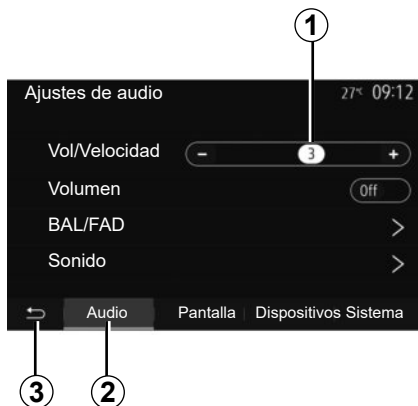 1
Ajustes de audio 27°C 09:12
Vol/Velocidad - 3 +
Volumen Off
BAL/FAD >
Sonido >
Audio Pantalla Dispositivos Sistema
3 2